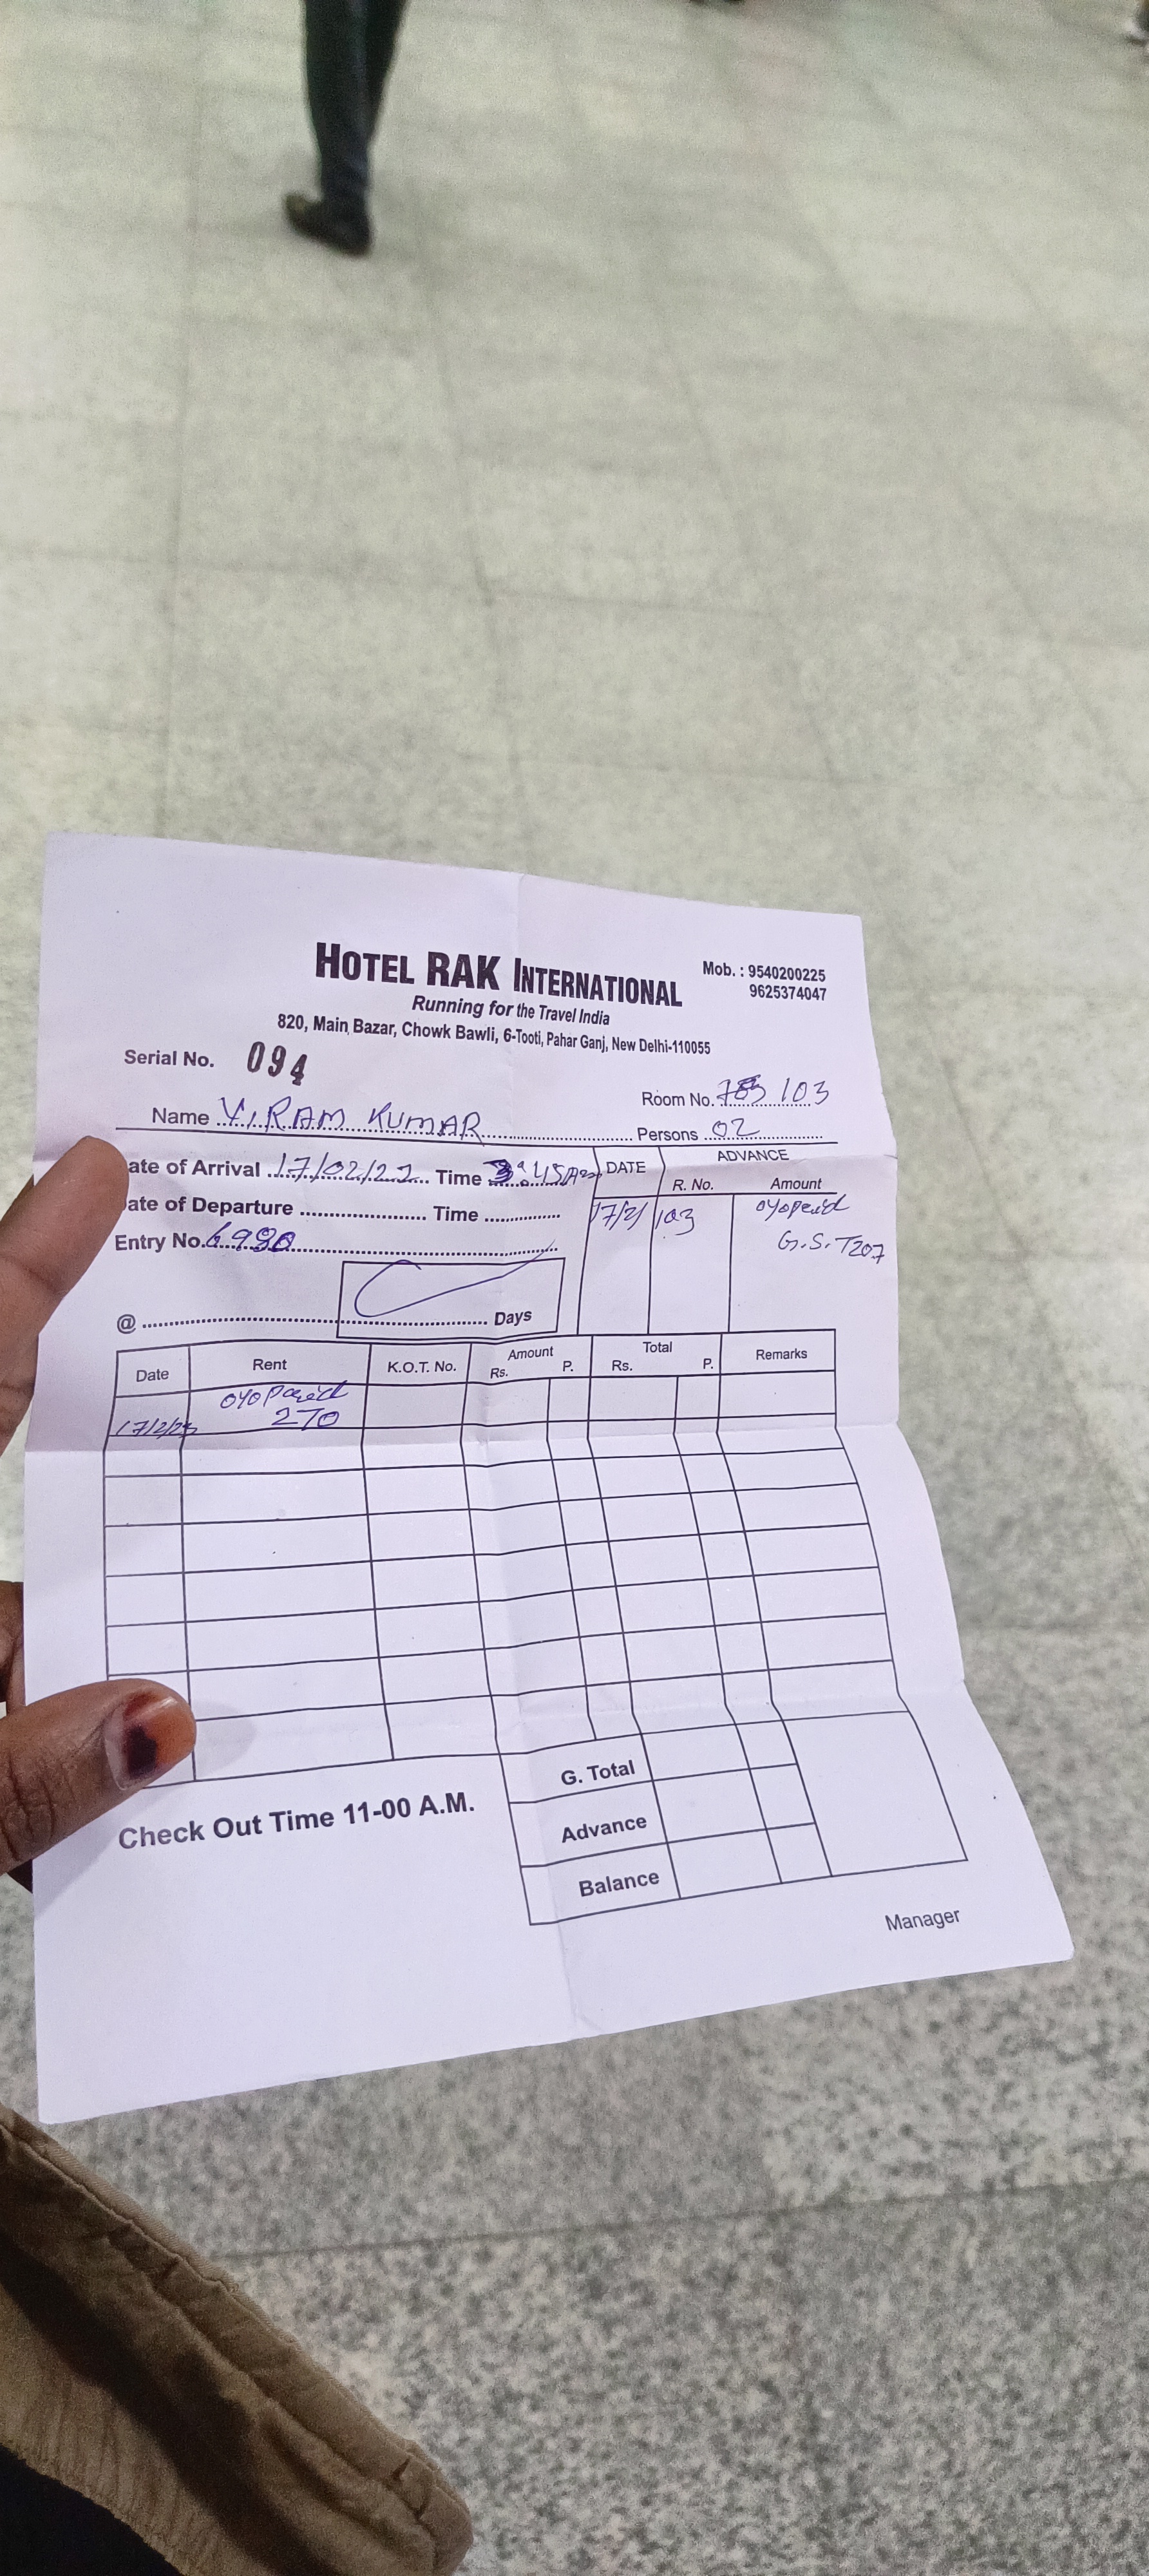 HOTEL RAK INTERNATIONAL
Mob. : 9540200225
9625374047
Running for the Travel India
820, Main Bazar, Chowk Bawli, 6-Tooti, Pahar Ganj, New Delhi-110055
Serial No. 094
Room No. 103
Name V.RAM KUMAR Persons 02
ate of Arrival 17/02/22 Time 3:45Am
ate of Departure Time
Entry No. 6980
@ Days
DATE ADVANCE
R. No. Amount
17/2/ 103 oyo paid
G.S.T 207
Date Rent K.O.T. No. Amount Rs. P. Total Rs. P. Remarks
oyo Paid
17/2/23 270
G. Total
Advance
Balance
Check Out Time 11-00 A.M.
Manager